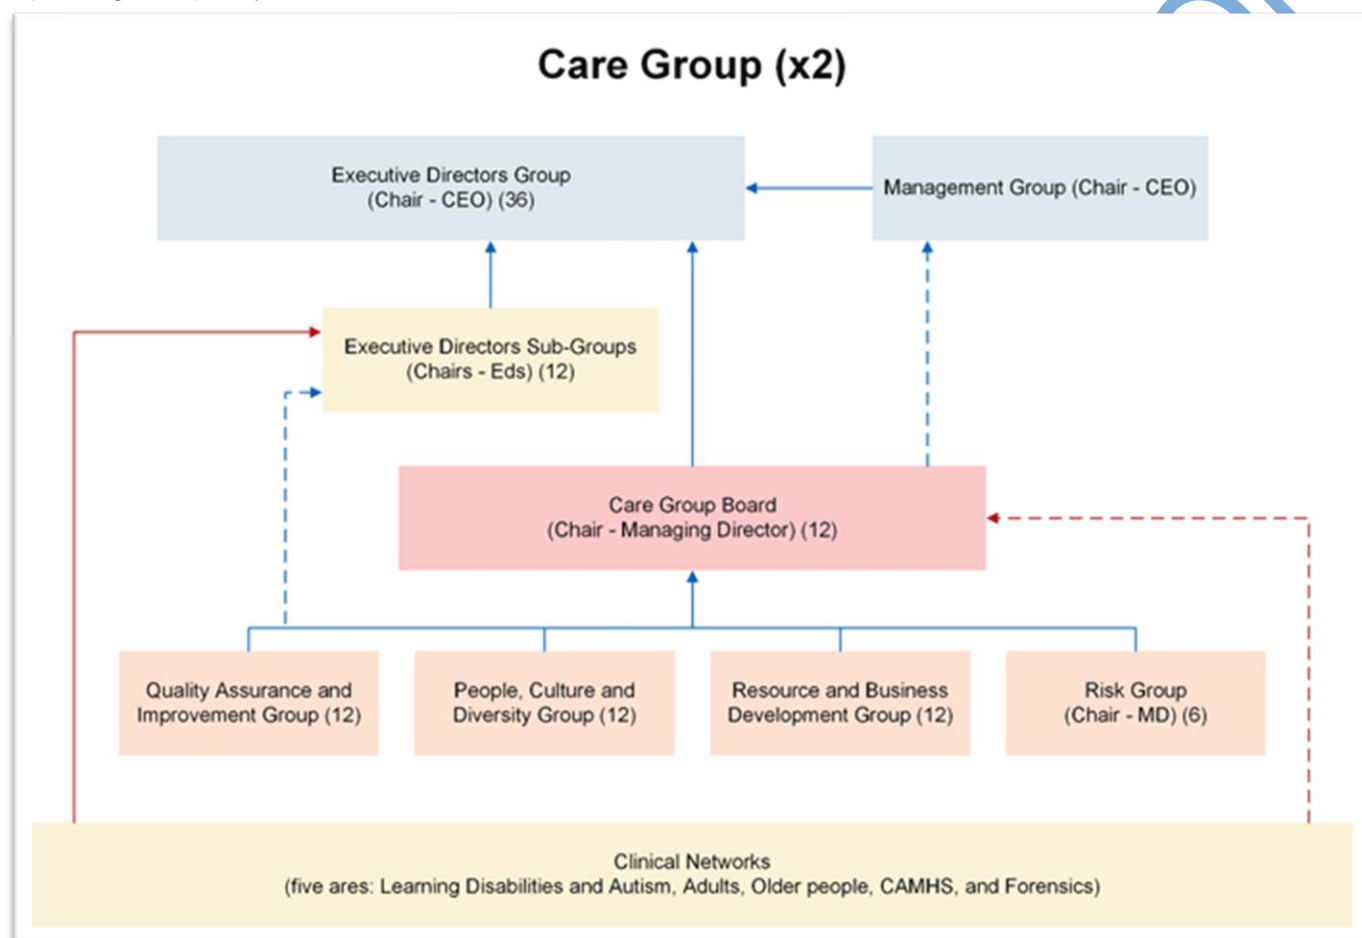 Care Group (x2)
Executive Directors Group
(Chair - CEO) (36)
Management Group (Chair - CEO)
Executive Directors Sub-Groups
(Chairs - Eds) (12)
Care Group Board
(Chair - Managing Director) (12)
Quality Assurance and
Improvement Group (12)
People, Culture and
Diversity Group (12)
Resource and Business
Development Group (12)
Risk Group
(Chair - MD) (6)
Clinical Networks
(five ares: Learning Disabilities and Autism, Adults, Older people, CAMHS, and Forensics)